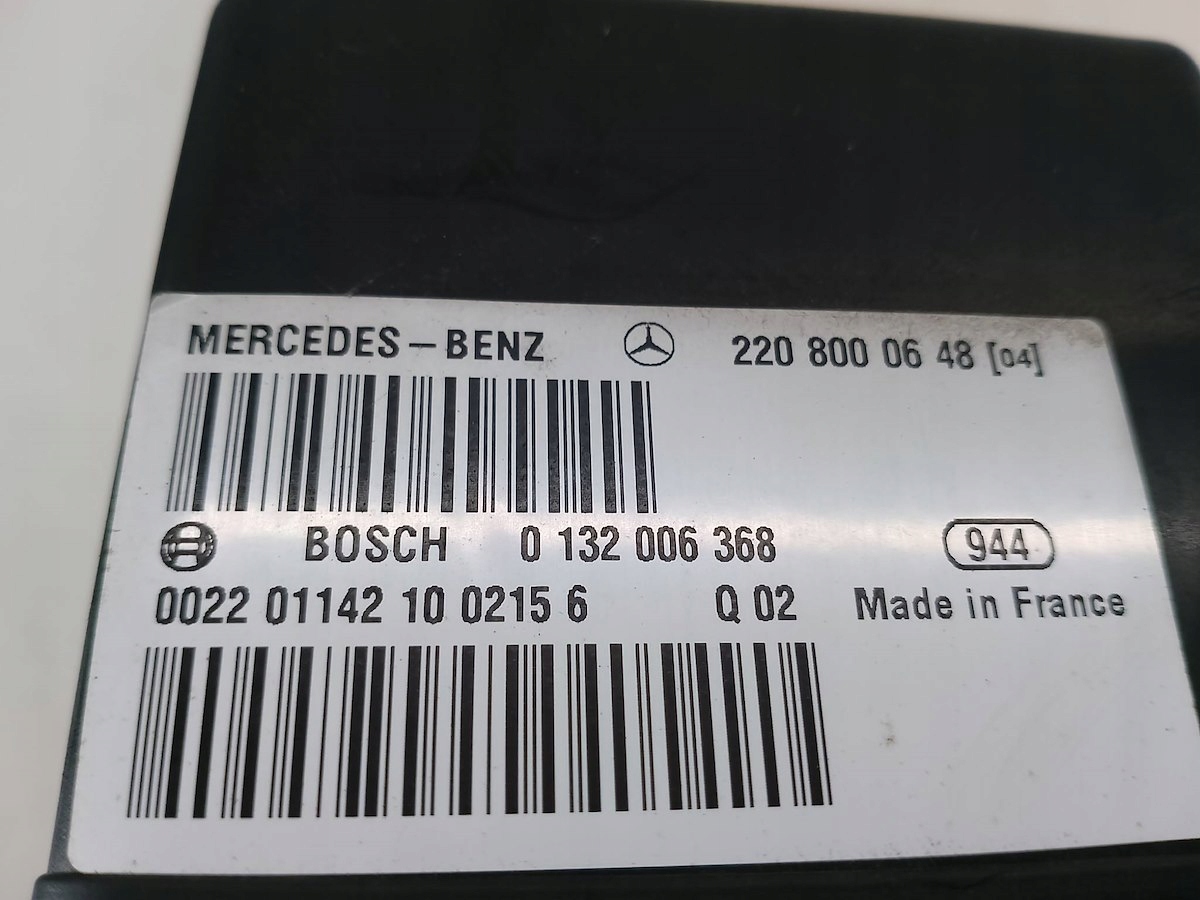 MERCEDES-BENZ 220 800 06 48 [04]
BOSCH 0 132 006 368 944
0022 01142 10 0215 6 Q 02 Made in France